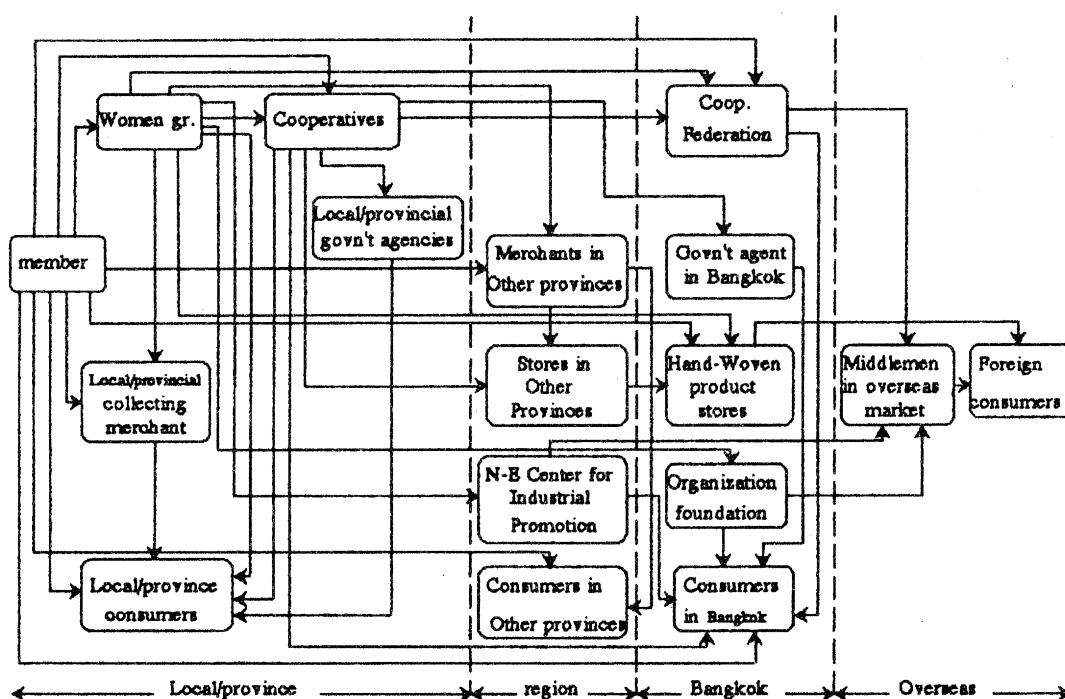 Women gr.
Cooperatives
Coop.
Federation
Local/provincial
govn't agencies
member
Merchants in
Other provinces
Govn't agent
in Bangkok
Local/provincial
collecting
merchant
Stores in
Other
Provinces
Hand-Woven
product
stores
Middlemen
in overseas
market
Foreign
consumers
N-E Center for
Industrial
Promotion
Organization
foundation
Local/province
consumers
Consumers in
Other provinces
Consumers
in Bangkok
Local/province
region
Bangkok
Overseas